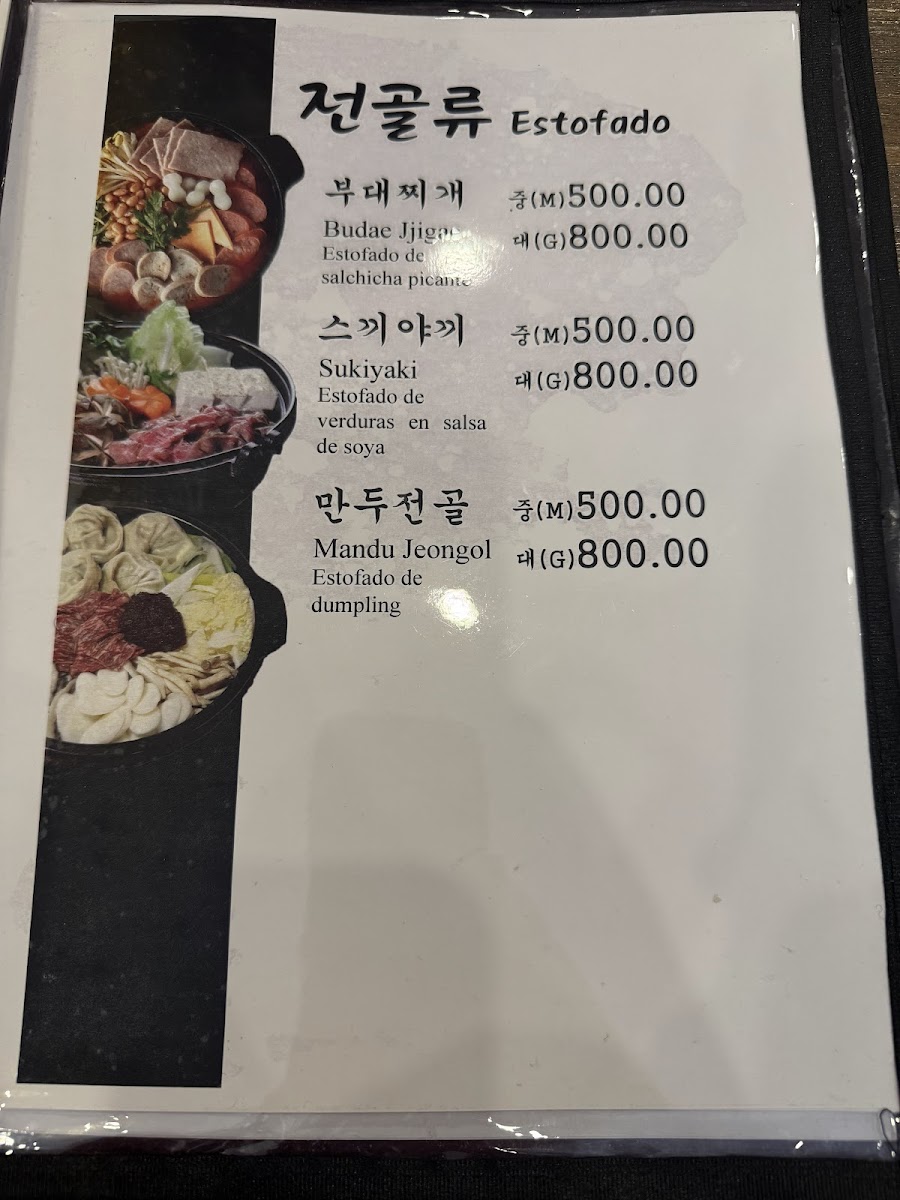 전골류 Estofado
부대찌개 중(M)500.00
Budae Jjigae 대(G)800.00
Estofado de
salchicha picante
스끼야끼 중(M)500.00
Sukiyaki 대(G)800.00
Estofado de
verduras en salsa
de soya
만두전골 중(M)500.00
Mandu Jeongol 대(G)800.00
Estofado de
dumpling